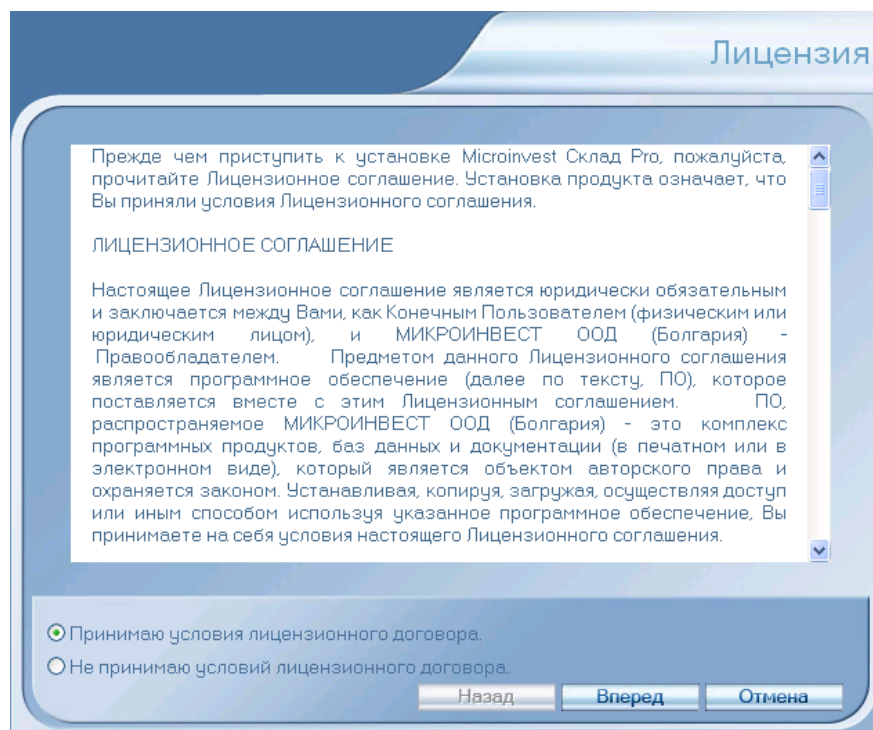 Лицензия
Прежде чем приступить к установке Microinvest Склад Pro, пожалуйста,
прочитайте Лицензионное соглашение. Установка продукта означает, что
Вы приняли условия Лицензионного соглашения.
ЛИЦЕНЗИОННОЕ СОГЛАШЕНИЕ
Настоящее Лицензионное соглашение является юридически обязательным
и заключается между Вами, как Конечным Пользователем (физическим или
юридическим лицом), и МИКРОИНВЕСТ ООД (Болгария) -
Правообладателем. Предметом данного Лицензионного соглашения
является программное обеспечение (далее по тексту, ПО), которое
поставляется вместе с этим Лицензионным соглашением. ПО,
распространяемое МИКРОИНВЕСТ ООД (Болгария) - это комплекс
программных продуктов, баз данных и документации (в печатном или в
электронном виде), который является объектом авторского права и
охраняется законом. Устанавливая, копируя, загружая, осуществляя доступ
или иным способом используя указанное программное обеспечение, Вы
принимаете на себя условия настоящего Лицензионного соглашения.
Принимаю условия лицензионного договора.
Не принимаю условий лицензионного договора.
Назад Вперед Отмена